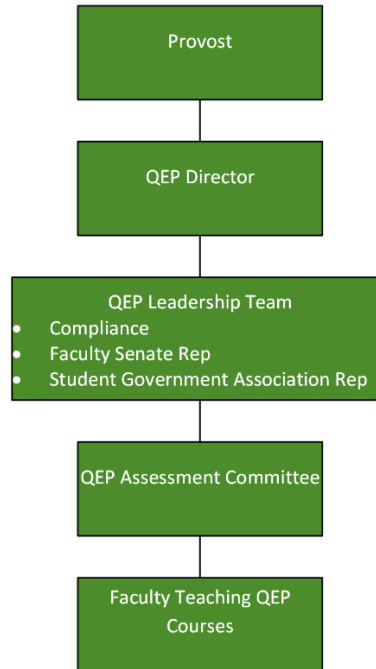 Provost
QEP Director
QEP Leadership Team
• Compliance
• Faculty Senate Rep
• Student Government Association Rep
QEP Assessment Committee
Faculty Teaching QEP
Courses